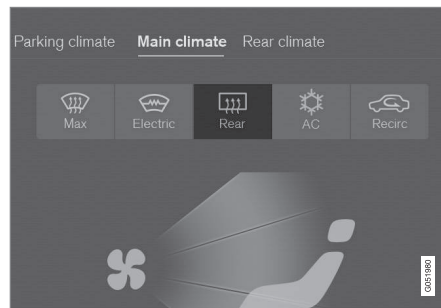 Parking climate Main climate Rear climate
Max Electric Rear AC Recirc
G051980